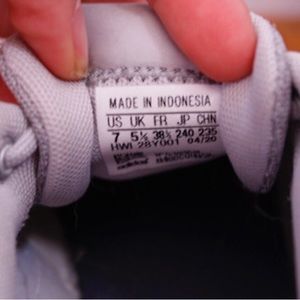 MADE IN INDONESIA
US UK FR JP CHN
7 5½ 38⅔ 240 235
HWI 28Y001 04/20
adidas